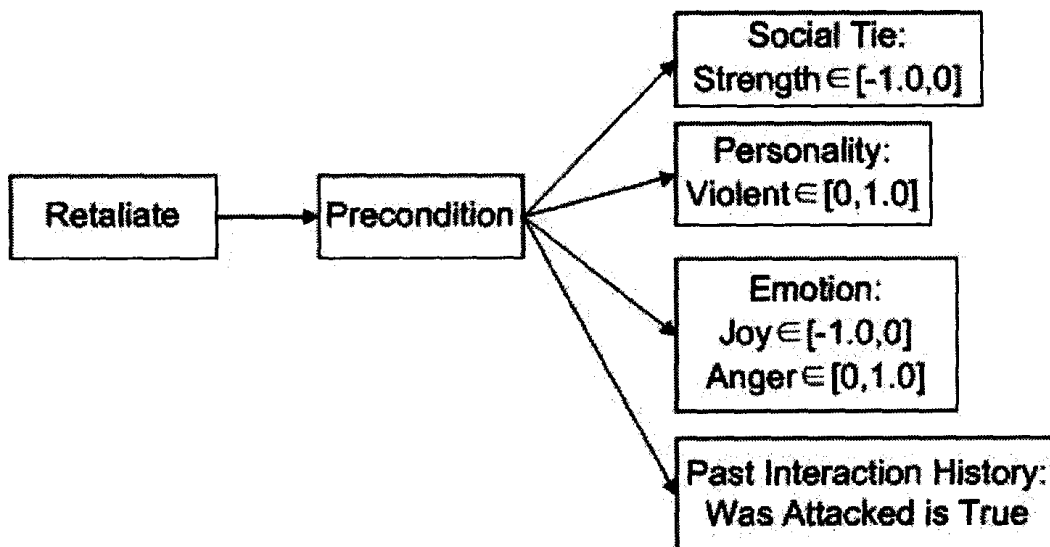 Retaliate
Precondition
Social Tie:
Strength∈[-1.0,0]
Personality:
Violent∈[0,1.0]
Emotion:
Joy∈[-1.0,0]
Anger∈[0,1.0]
Past Interaction History:
Was Attacked is True